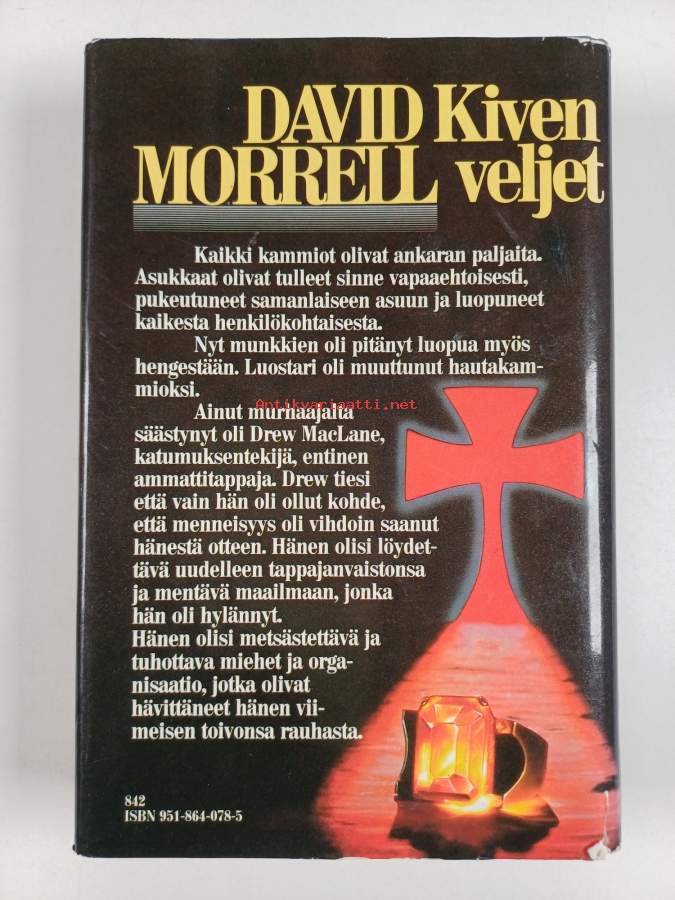 DAVID Kiven
MORRELL veljet
Kaikki kammiot olivat ankaran paljaita.
Asukkaat olivat tulleet sinne vapaaehtoisesti,
pukeutuneet samanlaiseen asuun ja luopuneet
kaikesta henkilökohtaisesta.
Nyt munkkien oli pitänyt luopua myös
hengestään. Luostari oli muuttunut hautakam-
mioksi.
Antikvariaatti.net
Ainut murhaajalta
säästynyt oli Drew MacLane,
katumuksentekijä, entinen
ammattitappaja. Drew tiesi
että vain hän oli ollut kohde,
että menneisyys oli vihdoin saanut
hänestä otteen. Hänen olisi löydet-
tävä uudelleen tappajanvaistonsa
ja mentävä maailmaan, jonka
hän oli hylännyt.
Hänen olisi metsästettävä ja
tuhottava miehet ja orga-
nisaatio, jotka olivat
hävittäneet hänen vii-
meisen toivonsa rauhasta.
842
ISBN 951-864-078-5